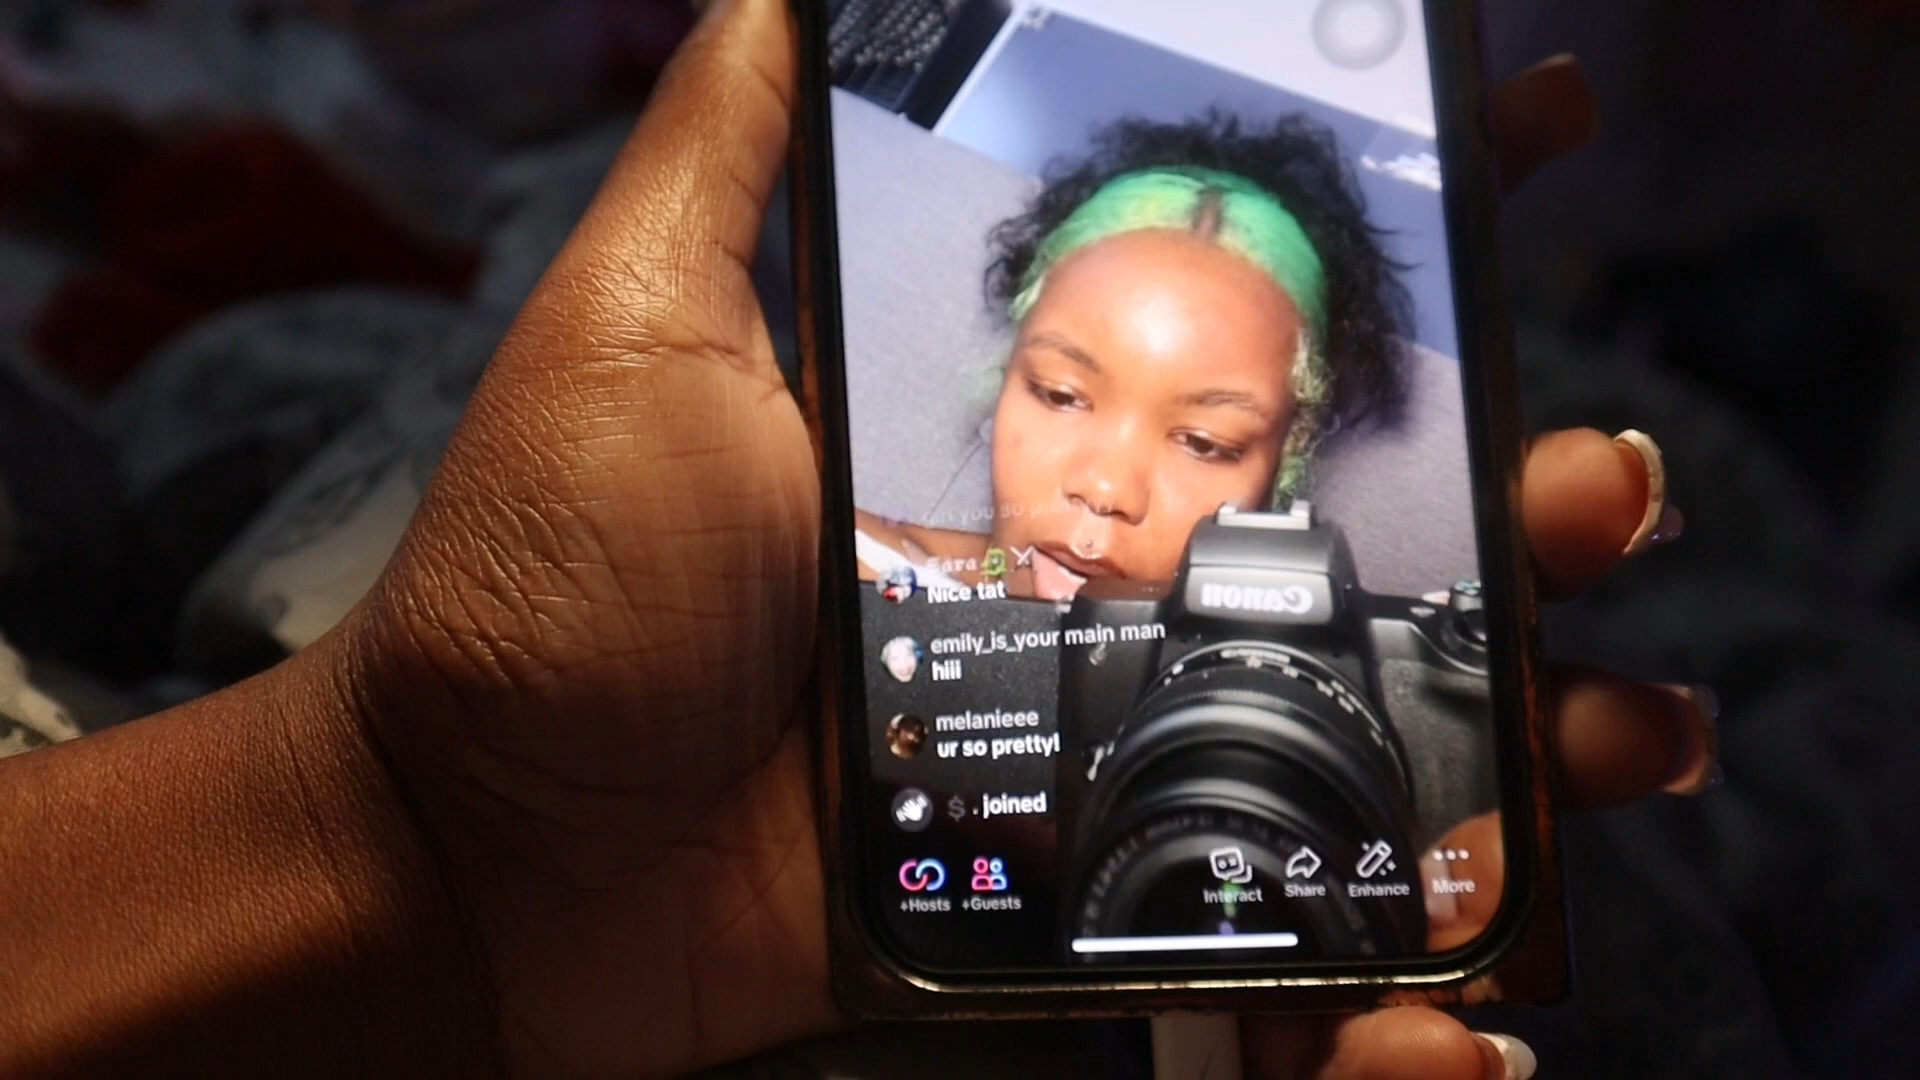 Sara
Nice tat
emily_is_your main man
hiii
melanieee
ur so pretty!
$ . joined
Canon
+Hosts
+Guests
Interact
Share
Enhance
More